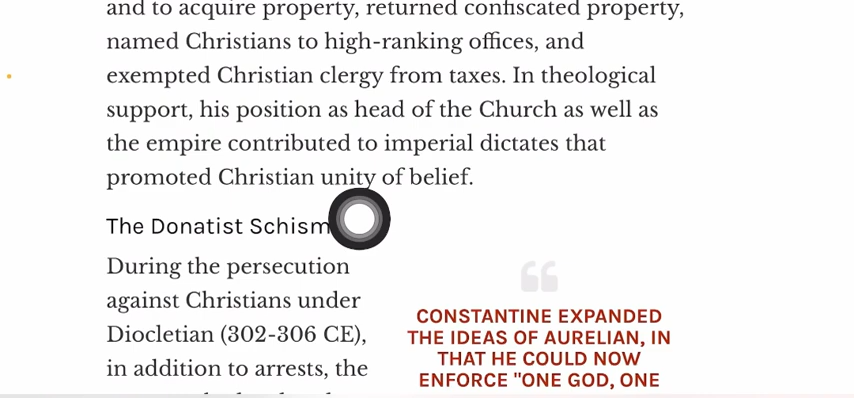 and to acquire property, returned confiscated property,
named Christians to high-ranking offices, and
exempted Christian clergy from taxes. In theological
support, his position as head of the Church as well as
the empire contributed to imperial dictates that
promoted Christian unity of belief.
The Donatist Schism
During the persecution
against Christians under
Diocletian (302-306 CE),
in addition to arrests, the
“
CONSTANTINE EXPANDED
THE IDEAS OF AURELIAN, IN
THAT HE COULD NOW
ENFORCE "ONE GOD, ONE